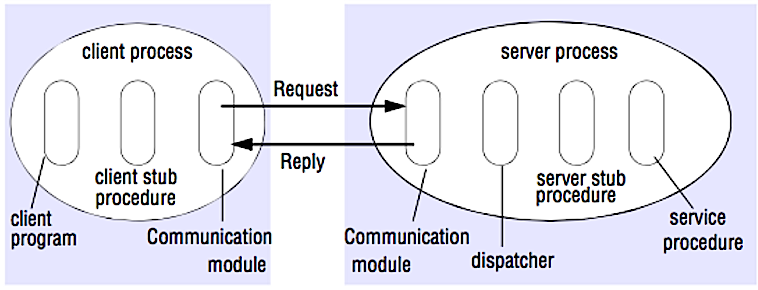 client process
server process
Request
Reply
client stub
procedure
server stub
procedure
client
program
Communication
module
Communication
module
dispatcher
service
procedure